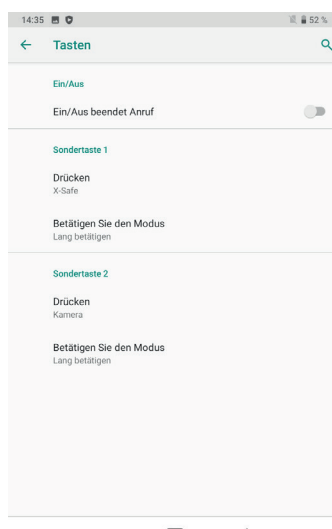 14:35 52 %
Tasten
Ein/Aus
Ein/Aus beendet Anruf
Sondertaste 1
Drücken
X-Safe
Betätigen Sie den Modus
Lang betätigen
Sondertaste 2
Drücken
Kamera
Betätigen Sie den Modus
Lang betätigen